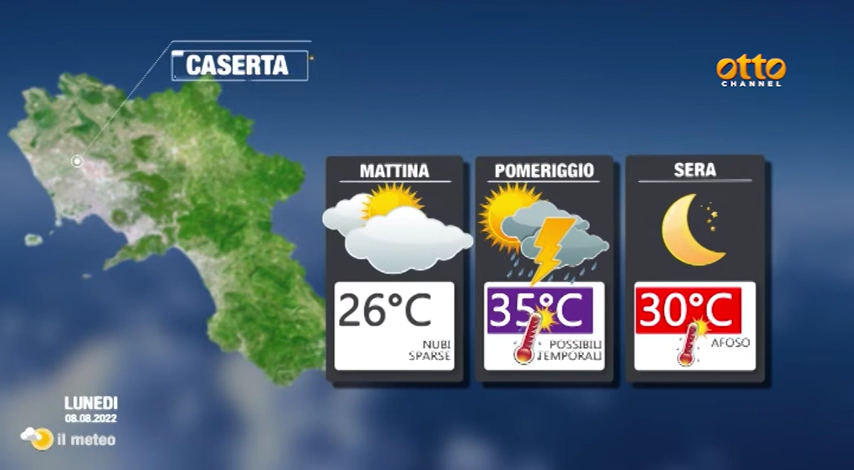 CASERTA
otto
CHANNEL
MATTINA
26°C
NUBI
SPARSE
POMERIGGIO
35°C
POSSIBILI
TEMPORALI
SERA
30°C
AFOSO
LUNEDI
08.08.2022
il meteo